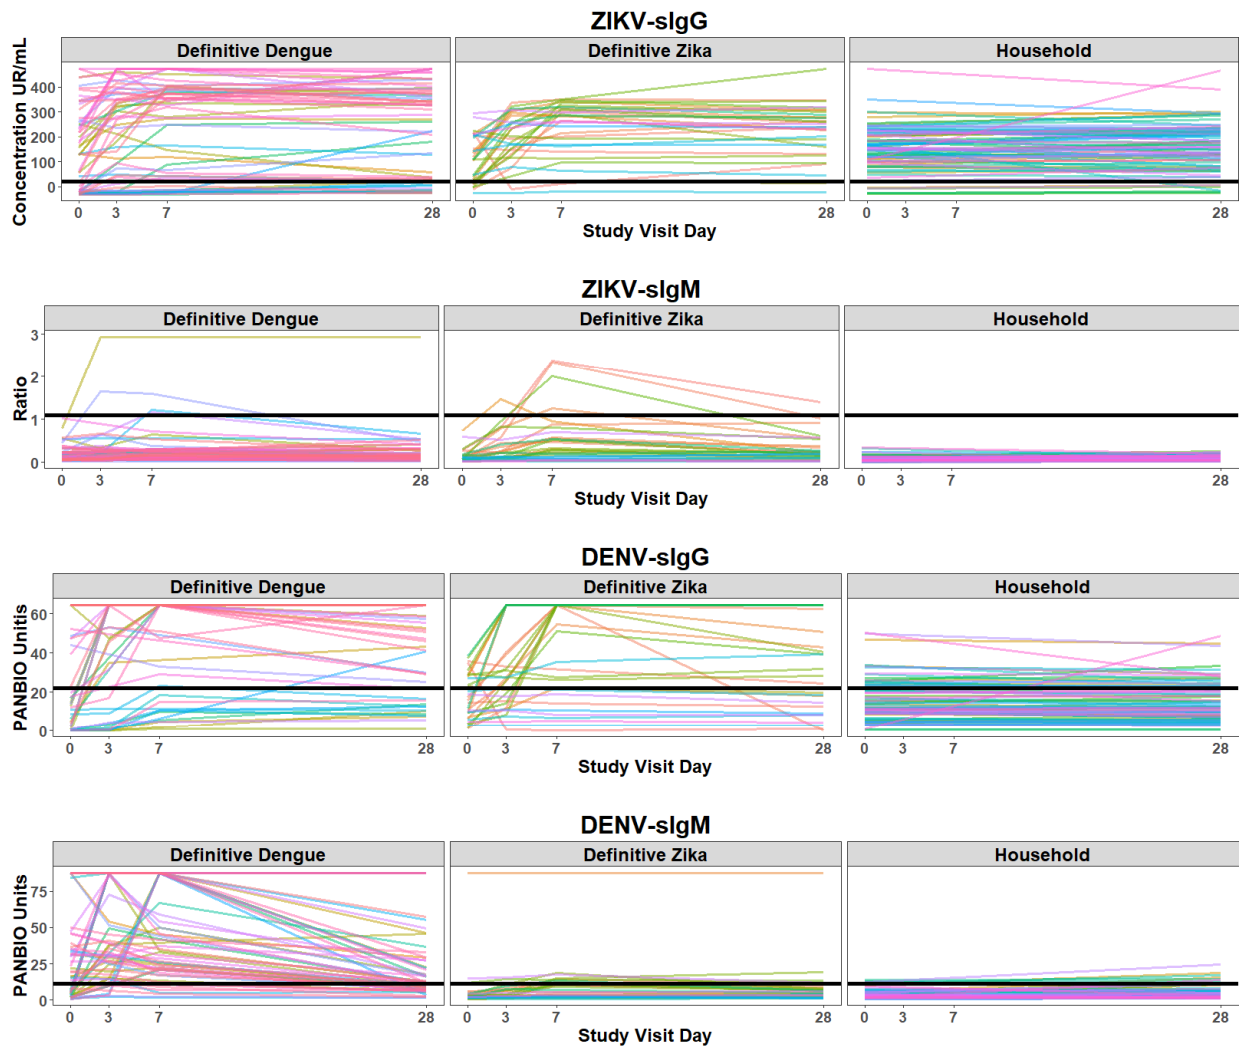 ZIKV-sIgG
Definitive Dengue Definitive Zika Household
Concentration UR/mL
400
300
200
100
0
0 3 7 28 0 3 7 28 0 3 7 28
Study Visit Day
ZIKV-sIgM
Definitive Dengue Definitive Zika Household
Ratio
3
2
1
0
0 3 7 28 0 3 7 28 0 3 7 28
Study Visit Day
DENV-sIgG
Definitive Dengue Definitive Zika Household
PANBIO Unitis
60
40
20
0
0 3 7 28 0 3 7 28 0 3 7 28
Study Visit Day
DENV-sIgM
Definitive Dengue Definitive Zika Household
PANBIO Units
75
50
25
0
0 3 7 28 0 3 7 28 0 3 7 28
Study Visit Day